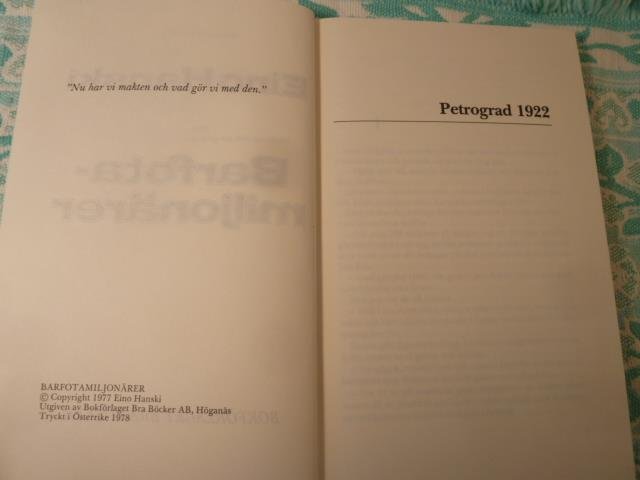 "Nu har vi makten och vad gör vi med den."
BARFOTAMILJONÄRER
© Copyright 1977 Eino Hanski
Utgiven av Bokförlaget Bra Böcker AB, Höganäs
Tryckt i Österrike 1978
Petrograd 1922